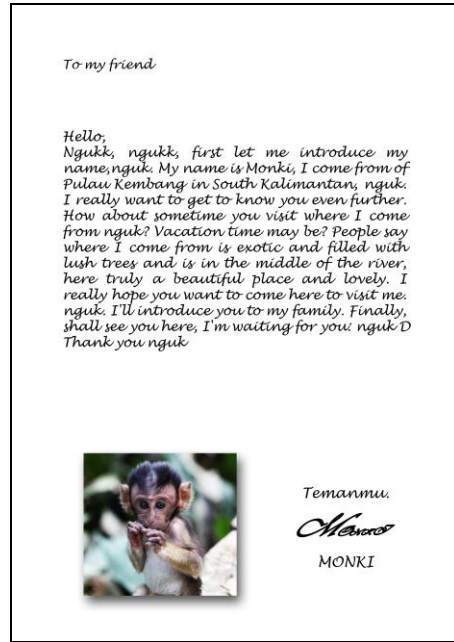 To my friend
Hello,
Ngukk, ngukk, first let me introduce my
name,nguk. My name is Monki, I come from of
Pulau Kembang in South Kalimantan, nguk.
I really want to get to know you even further.
How about sometime you visit where I come
from nguk? Vacation time may be? People say
where I come from is exotic and filled with
lush trees and is in the middle of the river,
here truly a beautiful place and lovely. I
really hope you want to come here to visit me.
nguk. I'll introduce you to my family. Finally,
shall see you here, I'm waiting for you! nguk D
Thank you nguk
Temanmu.
MONKI